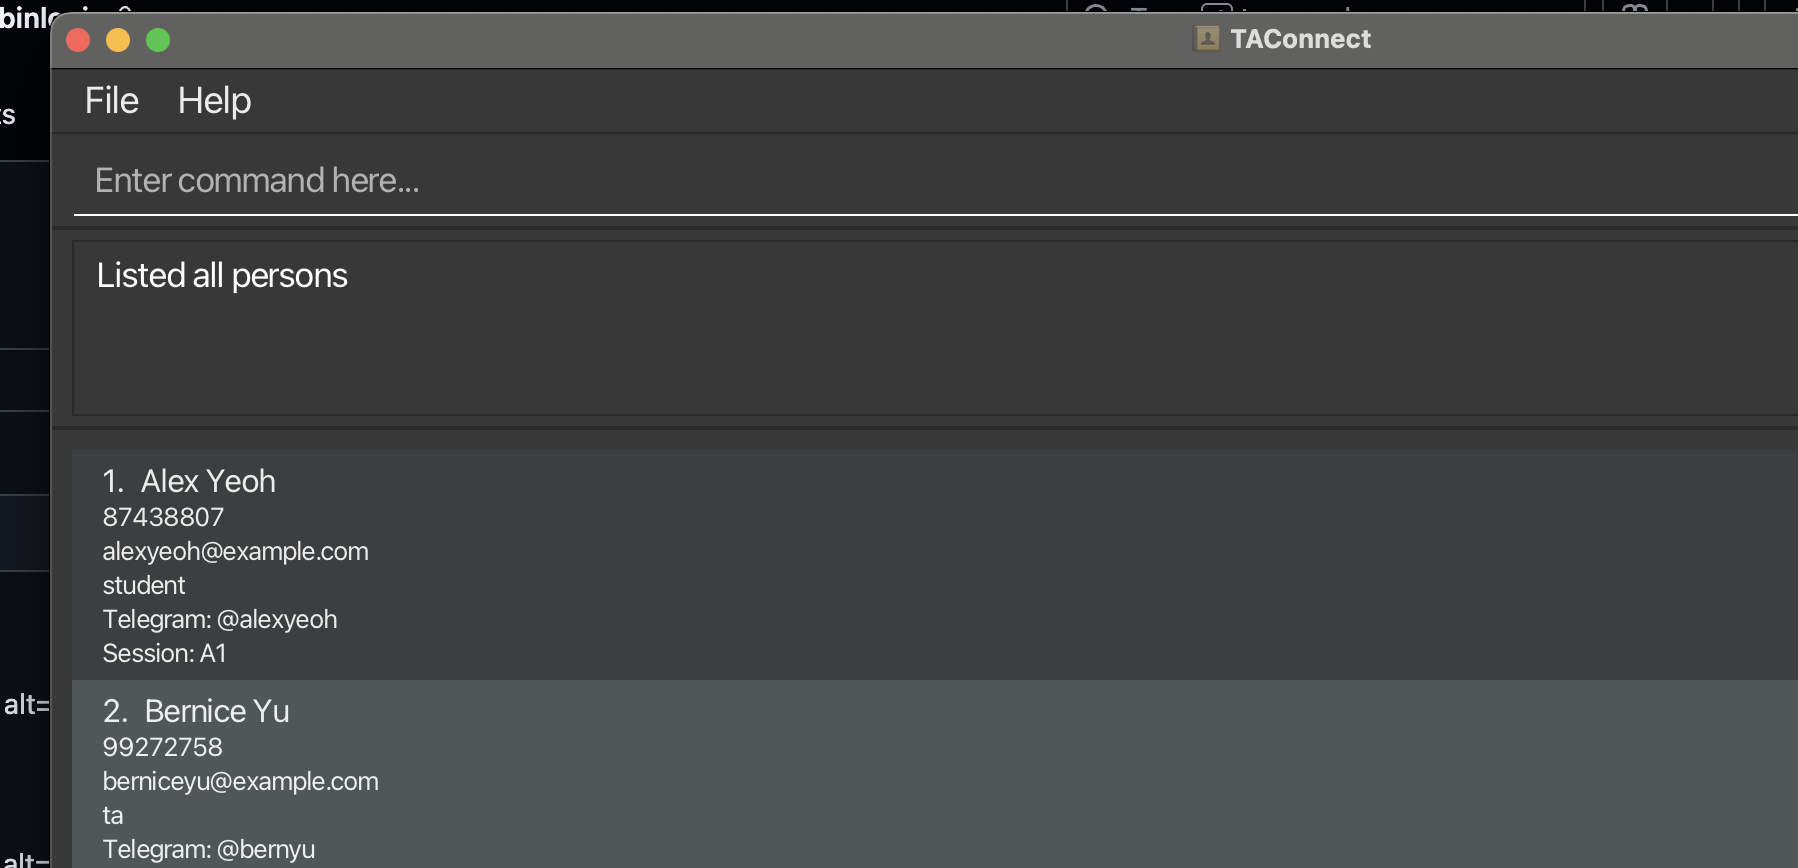 TAConnect
ts
File Help
Enter command here...
Listed all persons
1. Alex Yeoh
87438807
alexyeoh@example.com
student
Telegram: @alexyeoh
Session: A1
alt=
2. Bernice Yu
99272758
berniceyu@example.com
ta
Telegram: @bernyu
alt=